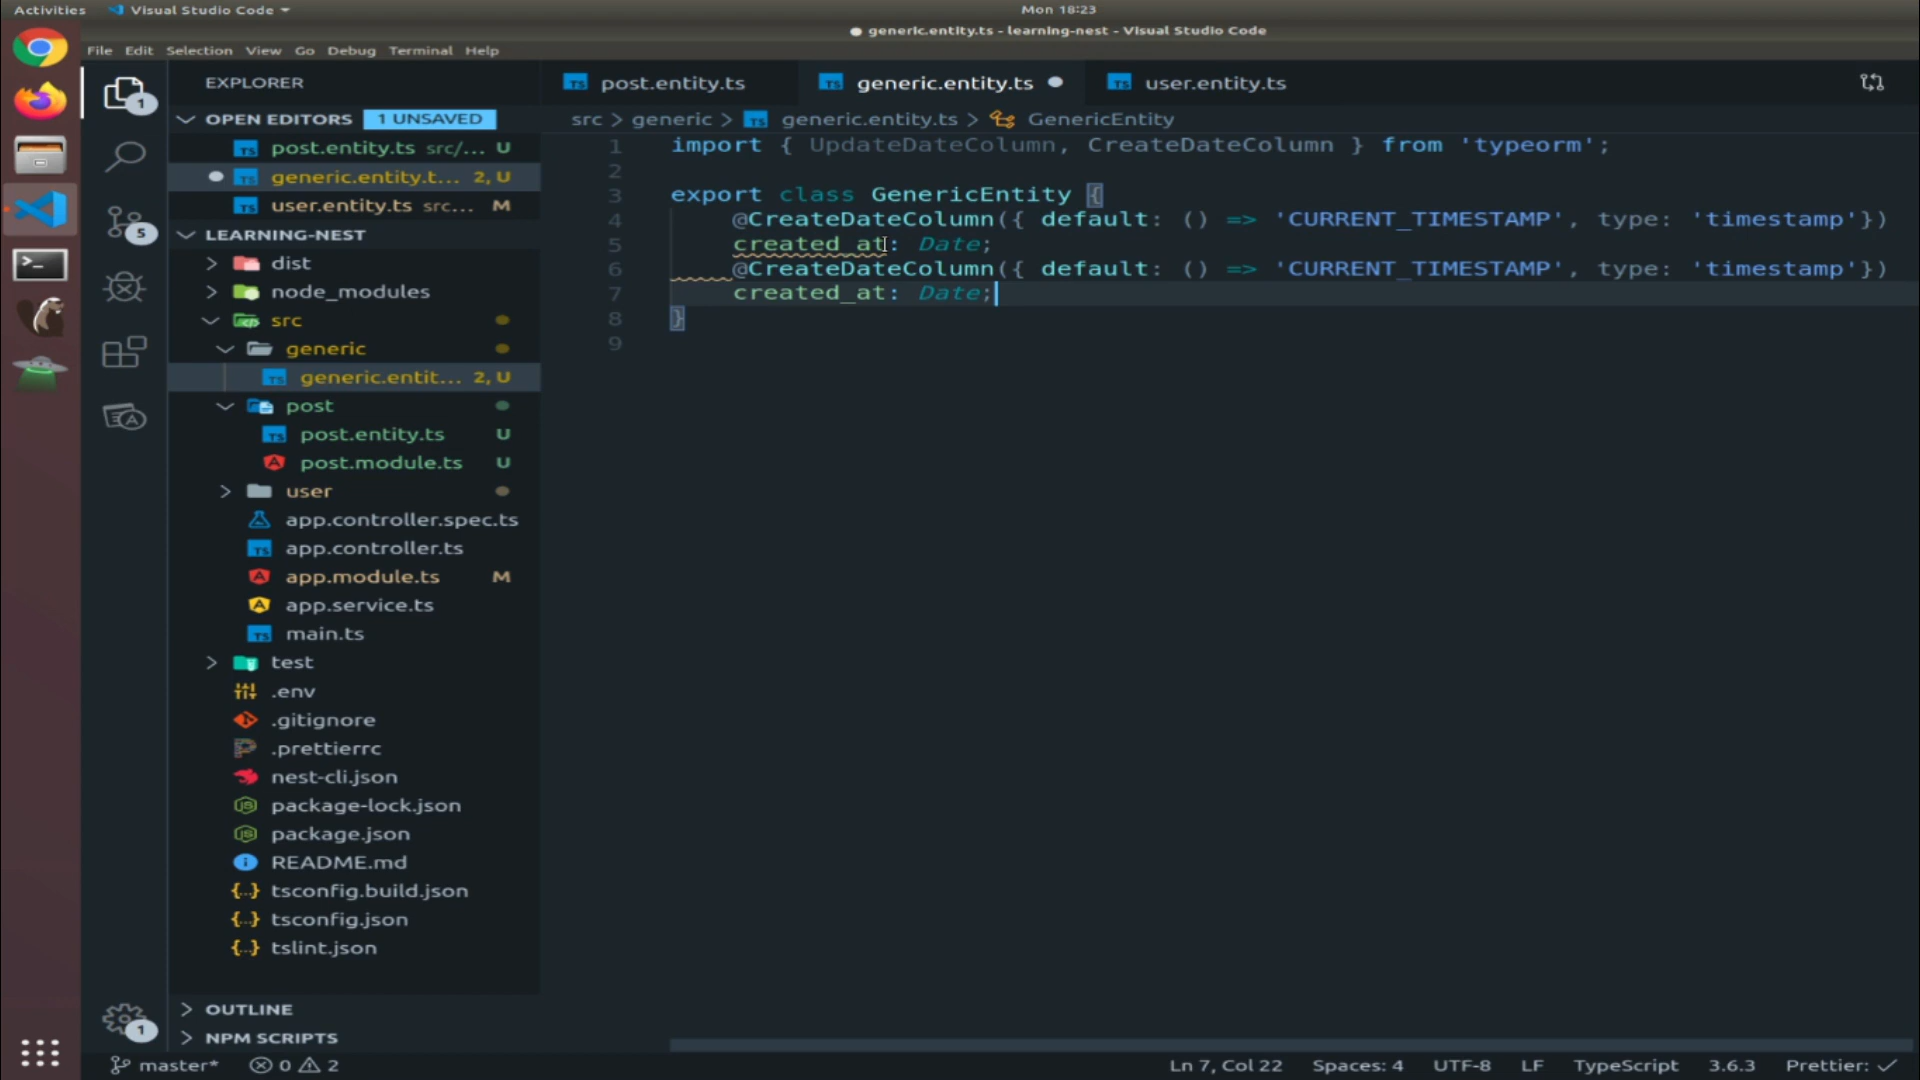 Activities Visual Studio Code Mon 18:23
generic.entity.ts - learning-nest - Visual Studio Code
File Edit Selection View Go Debug Terminal Help
EXPLORER
OPEN EDITORS 1 UNSAVED
post.entity.ts src/... U
generic.entity.t... 2, U
user.entity.ts src... M
LEARNING-NEST
dist
node_modules
src
generic
generic.entit... 2, U
post
post.entity.ts U
post.module.ts U
user
app.controller.spec.ts
app.controller.ts
app.module.ts M
app.service.ts
main.ts
test
.env
.gitignore
.prettierrc
nest-cli.json
package-lock.json
package.json
README.md
tsconfig.build.json
tsconfig.json
tslint.json
OUTLINE
NPM SCRIPTS
1
5
1
post.entity.ts generic.entity.ts user.entity.ts
src > generic > generic.entity.ts > GenericEntity
1 import { UpdateDateColumn, CreateDateColumn } from 'typeorm';
2
3 export class GenericEntity {
4 @CreateDateColumn({ default: () => 'CURRENT_TIMESTAMP', type: 'timestamp'})
5 created_at: Date;
6 @CreateDateColumn({ default: () => 'CURRENT_TIMESTAMP', type: 'timestamp'})
7 created_at: Date;
8 }
9
master* 0 2 Ln 7, Col 22 Spaces: 4 UTF-8 LF TypeScript 3.6.3 Prettier: ✓